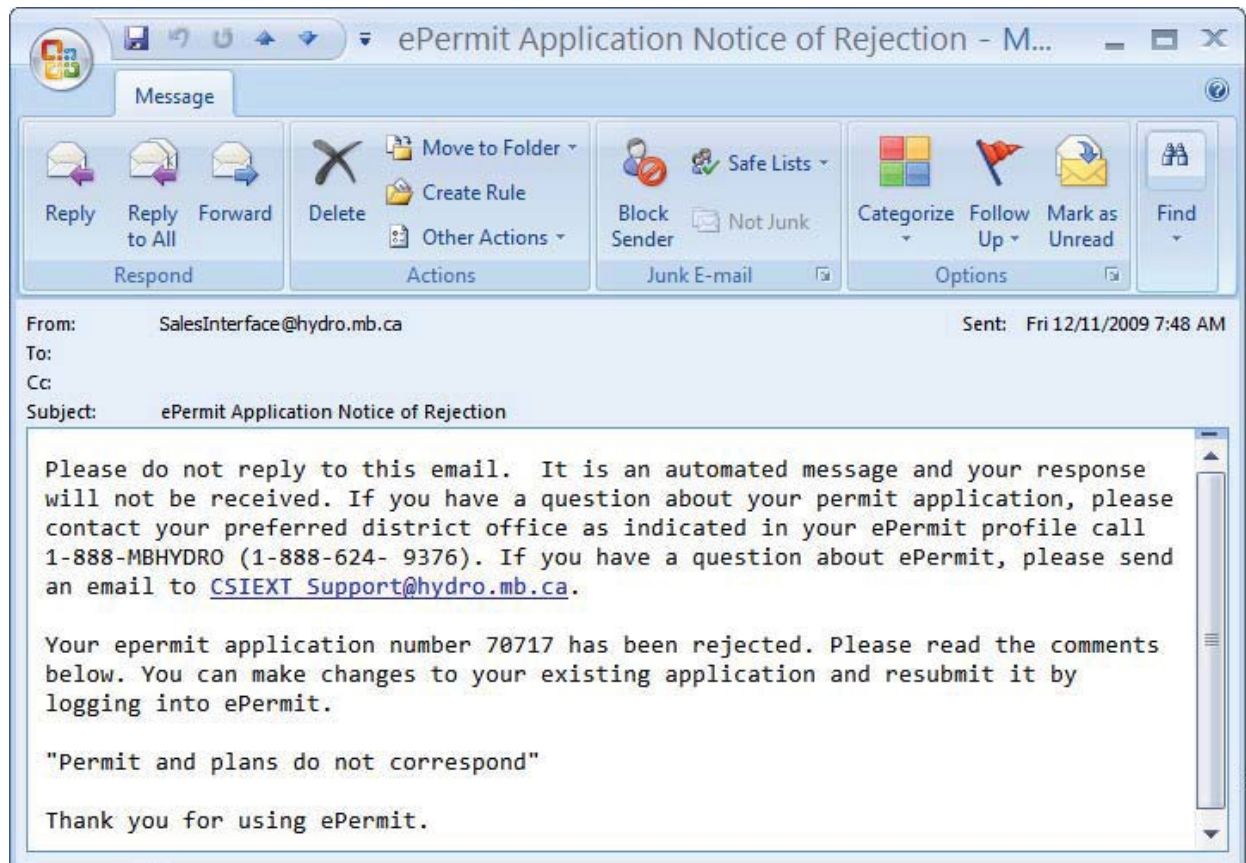 ePermit Application Notice of Rejection - M...
Message
Reply
Reply to All
Forward
Respond
Delete
Move to Folder
Create Rule
Other Actions
Actions
Block Sender
Safe Lists
Not Junk
Junk E-mail
Categorize
Follow Up
Mark as Unread
Options
Find
From: SalesInterface@hydro.mb.ca Sent: Fri 12/11/2009 7:48 AM
To:
Cc:
Subject: ePermit Application Notice of Rejection
Please do not reply to this email.  It is an automated message and your response
will not be received. If you have a question about your permit application, please
contact your preferred district office as indicated in your ePermit profile call
1-888-MBHYDRO (1-888-624- 9376). If you have a question about ePermit, please send
an email to CSIEXT_Support@hydro.mb.ca.
Your epermit application number 70717 has been rejected. Please read the comments
below. You can make changes to your existing application and resubmit it by
logging into ePermit.
"Permit and plans do not correspond"
Thank you for using ePermit.